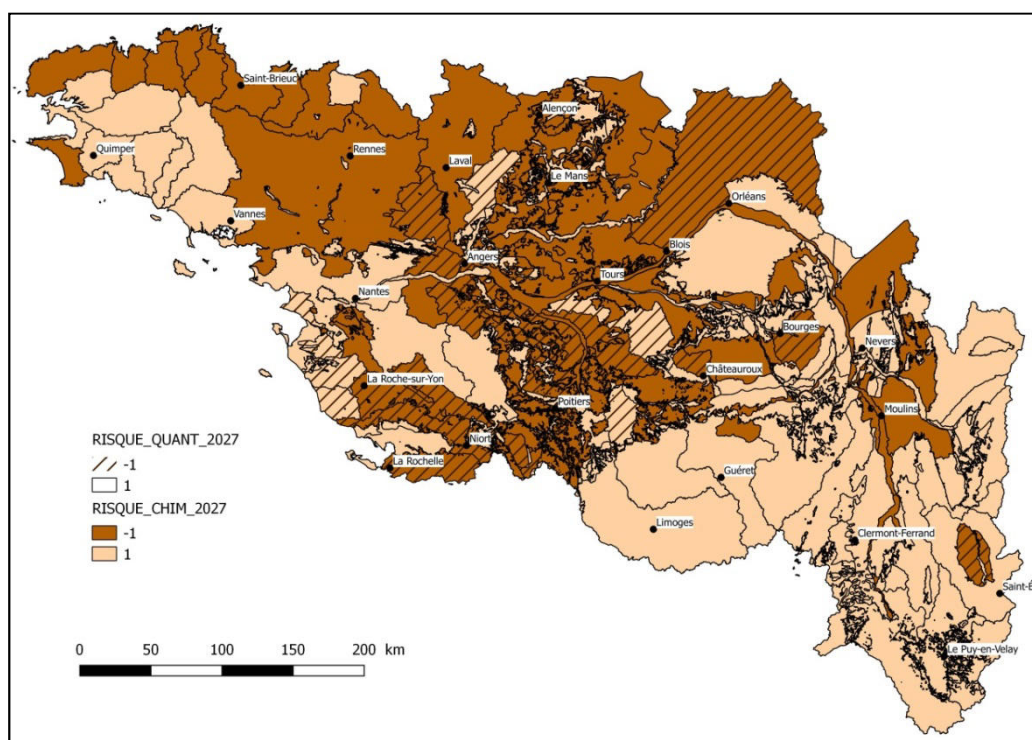 Saint-Brieuc
Alençon
Quimper
Rennes
Laval
Le Mans
Orléans
Vannes
Blois
Angers
Tours
Nantes
Bourges
Nevers
Châteauroux
La Roche-sur-Yon
Poitiers
Moulins
RISQUE_QUANT_2027
-1
1
Niort
La Rochelle
Guéret
RISQUE_CHIM_2027
-1
1
Limoges
Clermont-Ferrand
Saint-É
0 50 100 150 200 km
Le Puy-en-Velay